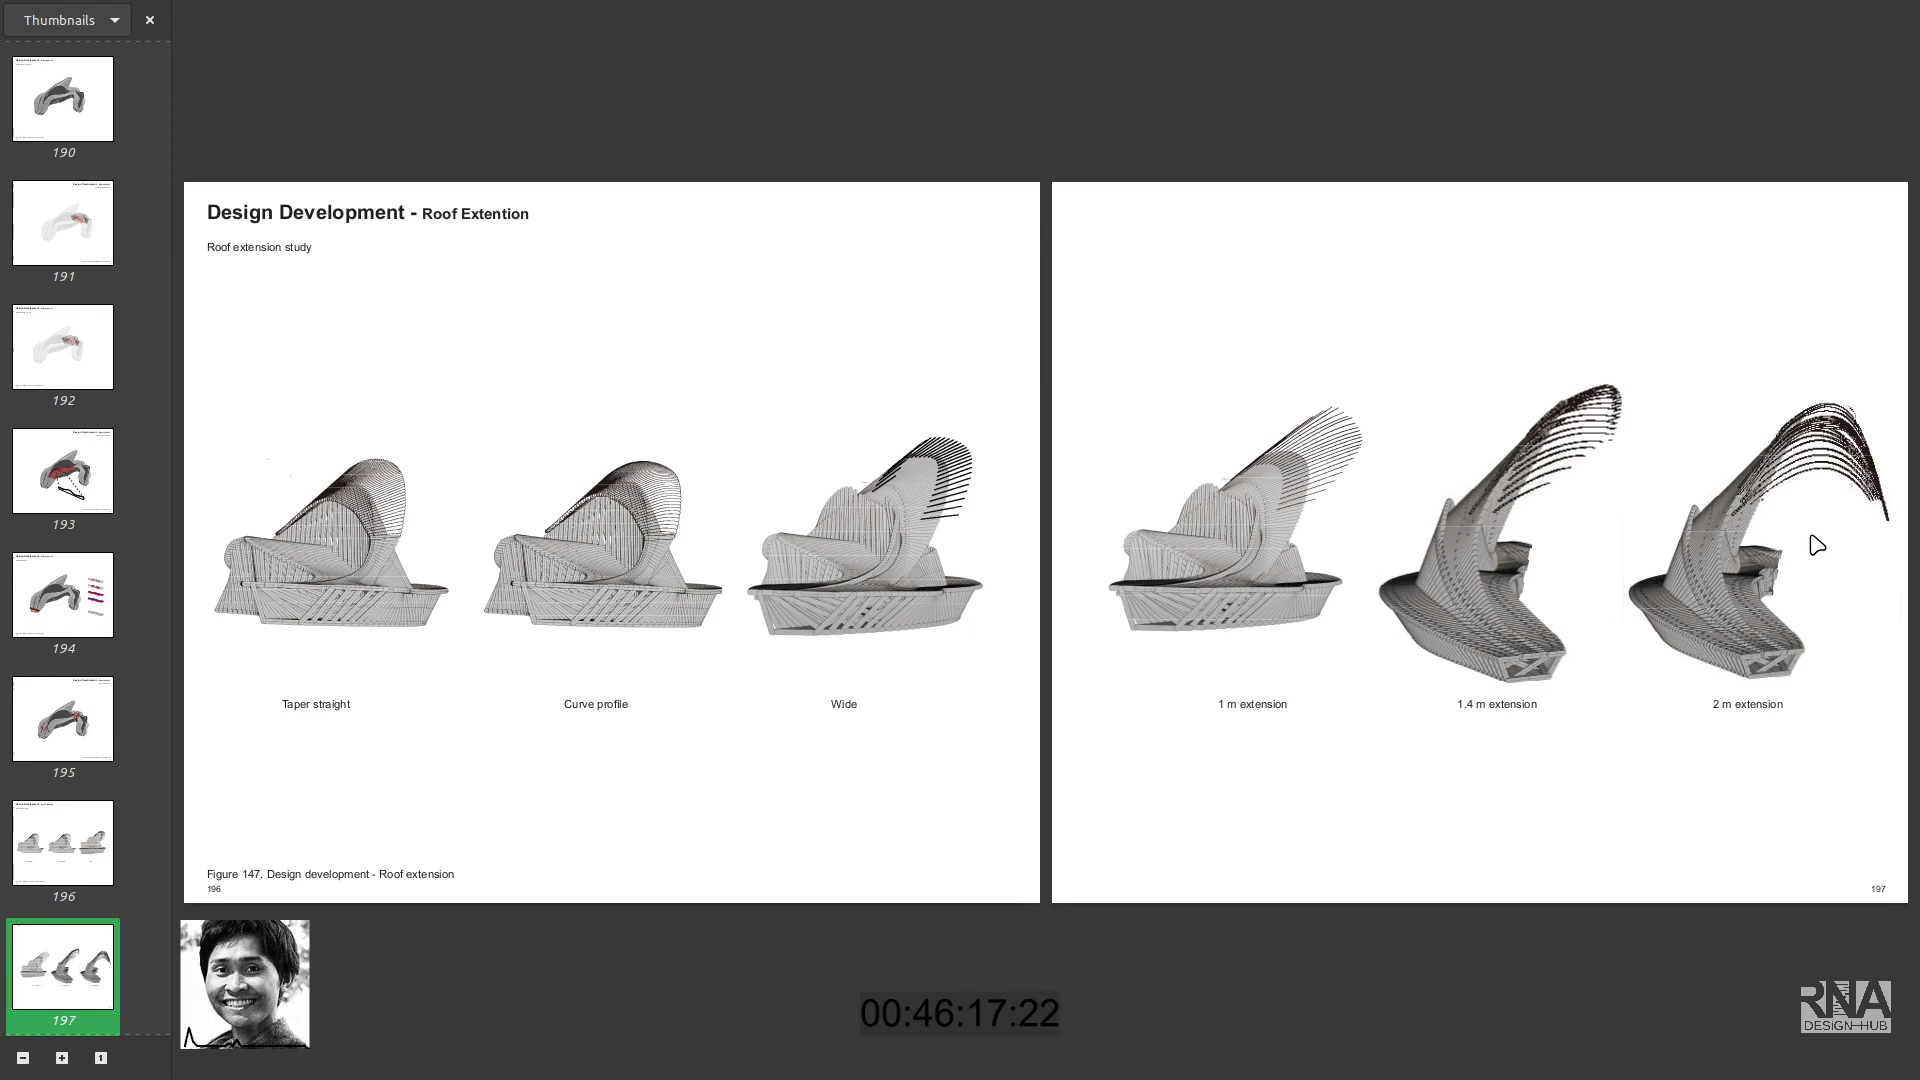 Thumbnails
190
191
192
193
194
195
196
197
Design Development - Roof Extention
Roof extension study
Taper straight
Curve profile
Wide
Figure 147. Design development - Roof extension
196
1 m extension
1.4 m extension
2 m extension
197
00:46:17:22
RNA
DESiGN-HUB